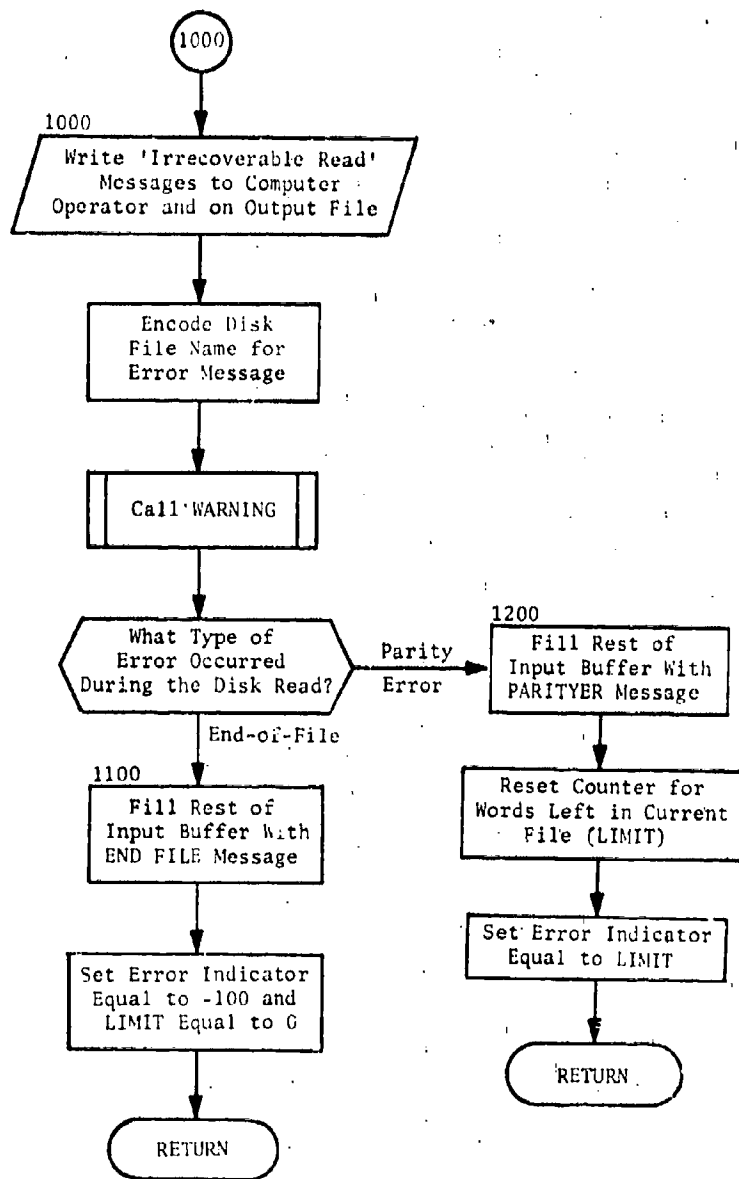 1000
1000
Write 'Irrecoverable Read'
Messages to Computer
Operator and on Output File
Encode Disk
File Name for
Error Message
Call WARNING
What Type of
Error Occurred
During the Disk Read?
Parity
Error
End-of-File
1200
Fill Rest of
Input Buffer With
PARITYER Message
1100
Fill Rest of
Input Buffer With
END FILE Message
Reset Counter for
Words Left in Current
File (LIMIT)
Set Error Indicator
Equal to -100 and
LIMIT Equal to 0
Set Error Indicator
Equal to LIMIT
RETURN
RETURN